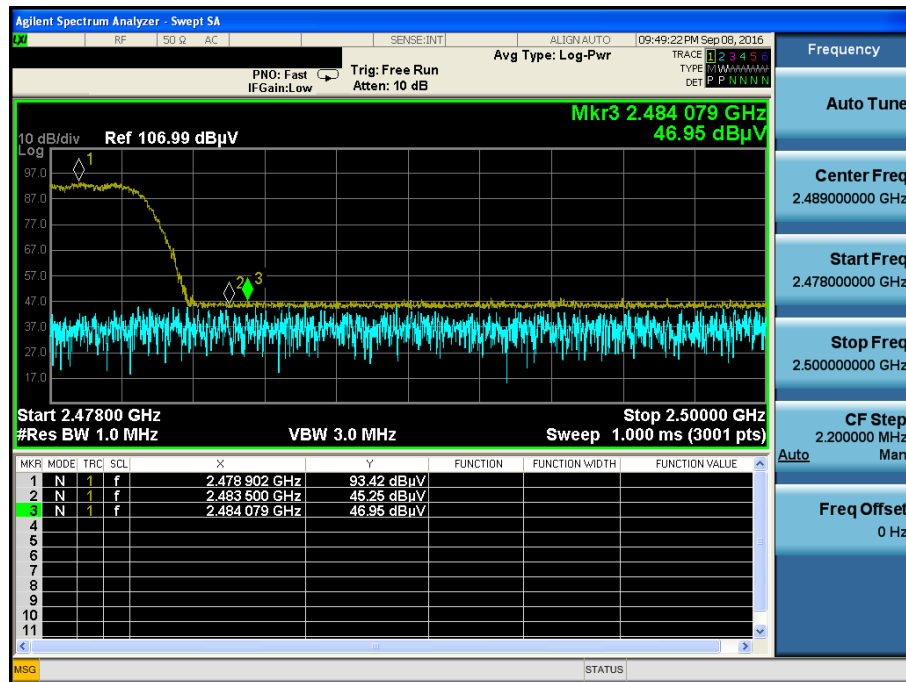 Agilent Spectrum Analyzer - Swept SA
LXI RF 50 Ω AC SENSE:INT ALIGN AUTO 09:49:22 PM Sep 08, 2016
Avg Type: Log-Pwr TRACE 1 2 3 4 5 6
PNO: Fast Trig: Free Run TYPE M W W W W W
IFGain:Low Atten: 10 dB DET P P N N N N
Mkr3 2.484 079 GHz
46.95 dBμV
10 dB/div Ref 106.99 dBμV
Log
97.0
87.0
77.0
67.0
57.0
47.0
37.0
27.0
17.0
1
2 3
Start 2.47800 GHz Stop 2.50000 GHz
#Res BW 1.0 MHz VBW 3.0 MHz Sweep 1.000 ms (3001 pts)
MKR MODE TRC SCL X Y FUNCTION FUNCTION WIDTH FUNCTION VALUE
1 N 1 f 2.478 902 GHz 93.42 dBμV
2 N 1 f 2.483 500 GHz 45.25 dBμV
3 N 1 f 2.484 079 GHz 46.95 dBμV
4
5
6
7
8
9
10
11
MSG STATUS
Frequency
Auto Tune
Center Freq
2.489000000 GHz
Start Freq
2.478000000 GHz
Stop Freq
2.500000000 GHz
CF Step
2.200000 MHz
Auto Man
Freq Offset
0 Hz